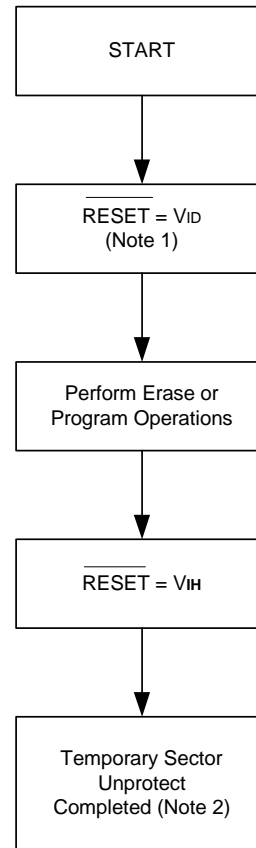 START
RESET = VID
(Note 1)
Perform Erase or
Program Operations
RESET = VIH
Temporary Sector
Unprotect
Completed (Note 2)